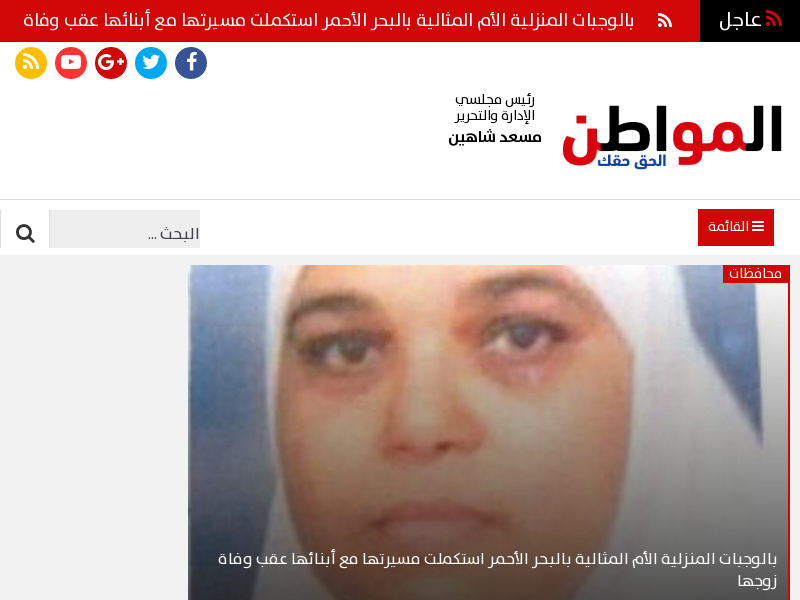 عاجل
بالوجبات المنزلية الأم المثالية بالبحر الأحمر استكملت مسيرتها مع أبنائها عقب وفاة
المواطن
الحق حقك
رئيس مجلسي
الإدارة والتحرير
مسعد شاهين
القائمة
البحث ...
محافظات
بالوجبات المنزلية الأم المثالية بالبحر الأحمر استكملت مسيرتها مع أبنائها عقب وفاة
زوجها